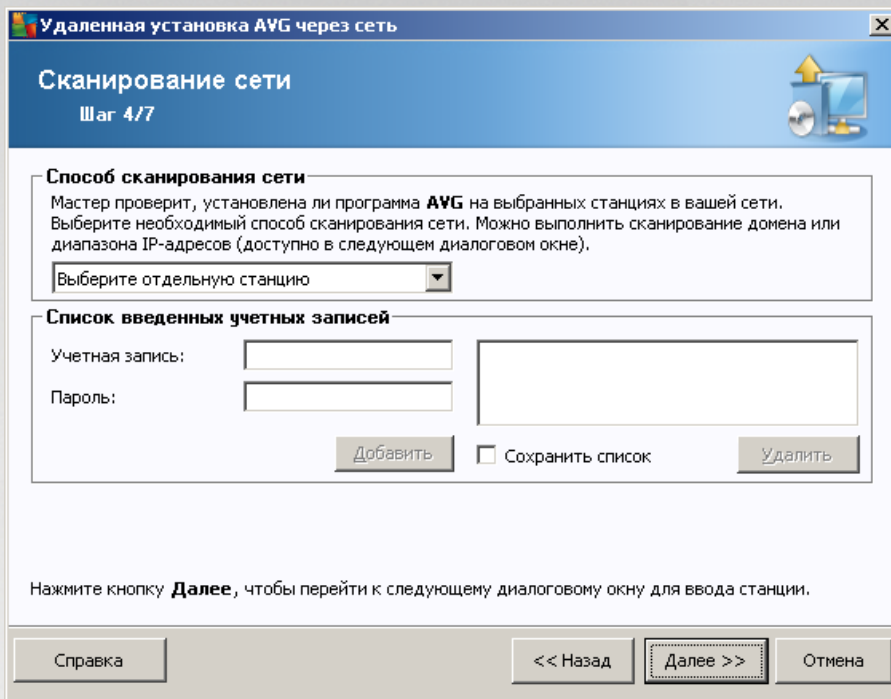 Удаленная установка AVG через сеть
Сканирование сети
Шаг 4/7
Способ сканирования сети
Мастер проверит, установлена ли программа AVG на выбранных станциях в вашей сети.
Выберите необходимый способ сканирования сети. Можно выполнить сканирование домена или
диапазона IP-адресов (доступно в следующем диалоговом окне).
Выберите отдельную станцию
Список введенных учетных записей
Учетная запись:
Пароль:
Добавить
Сохранить список
Удалить
Нажмите кнопку Далее, чтобы перейти к следующему диалоговому окну для ввода станции.
Справка
<< Назад
Далее >>
Отмена